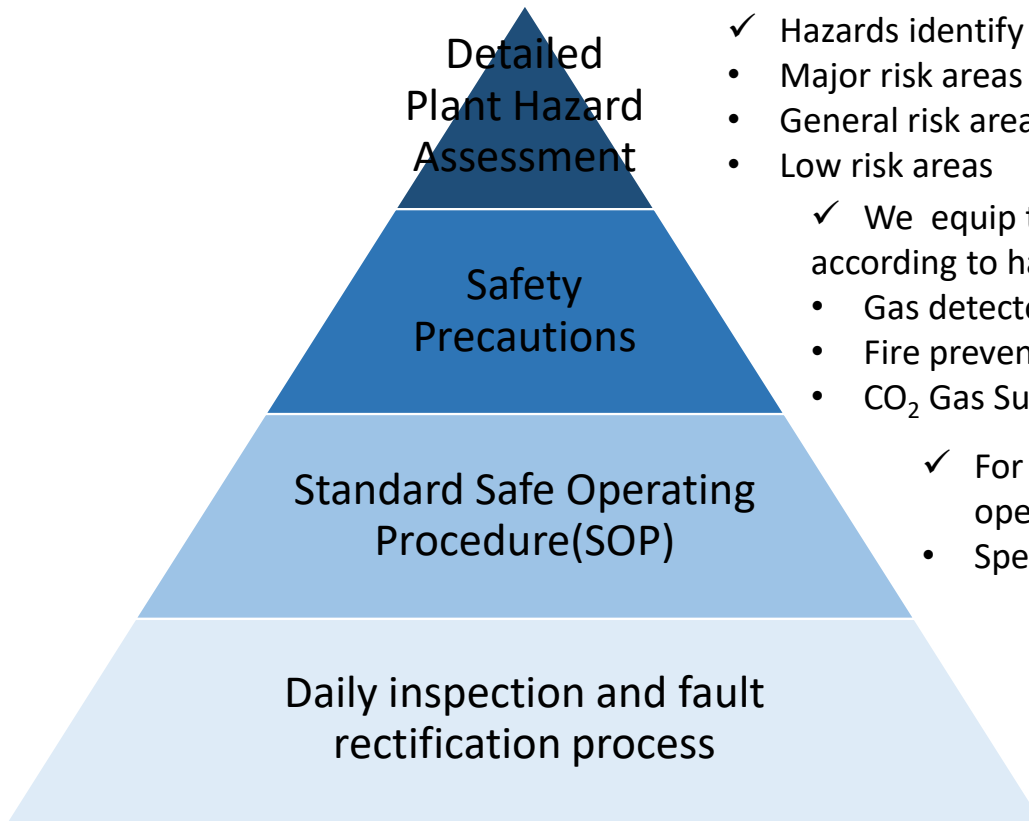 Detailed
Plant Hazard
Assessment
✓ Hazards identify
• Major risk areas
• General risk area
• Low risk areas
Safety
Precautions
✓ We equip t
according to ha
• Gas detecto
• Fire preven
• CO₂ Gas Su
Standard Safe Operating
Procedure(SOP)
✓ For
ope
• Spe
Daily inspection and fault
rectification process